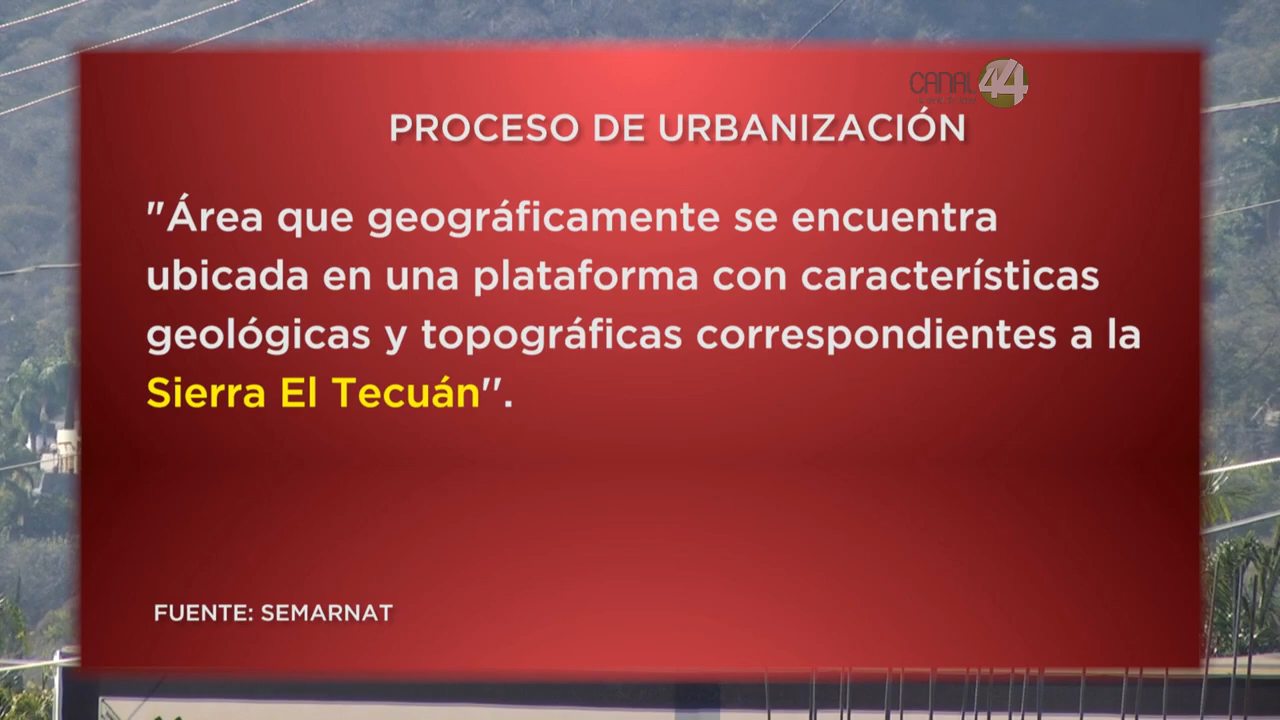 CANAL 44
PROCESO DE URBANIZACIÓN
"Área que geográficamente se encuentra
ubicada en una plataforma con características
geológicas y topográficas correspondientes a la
Sierra El Tecuán".
FUENTE: SEMARNAT